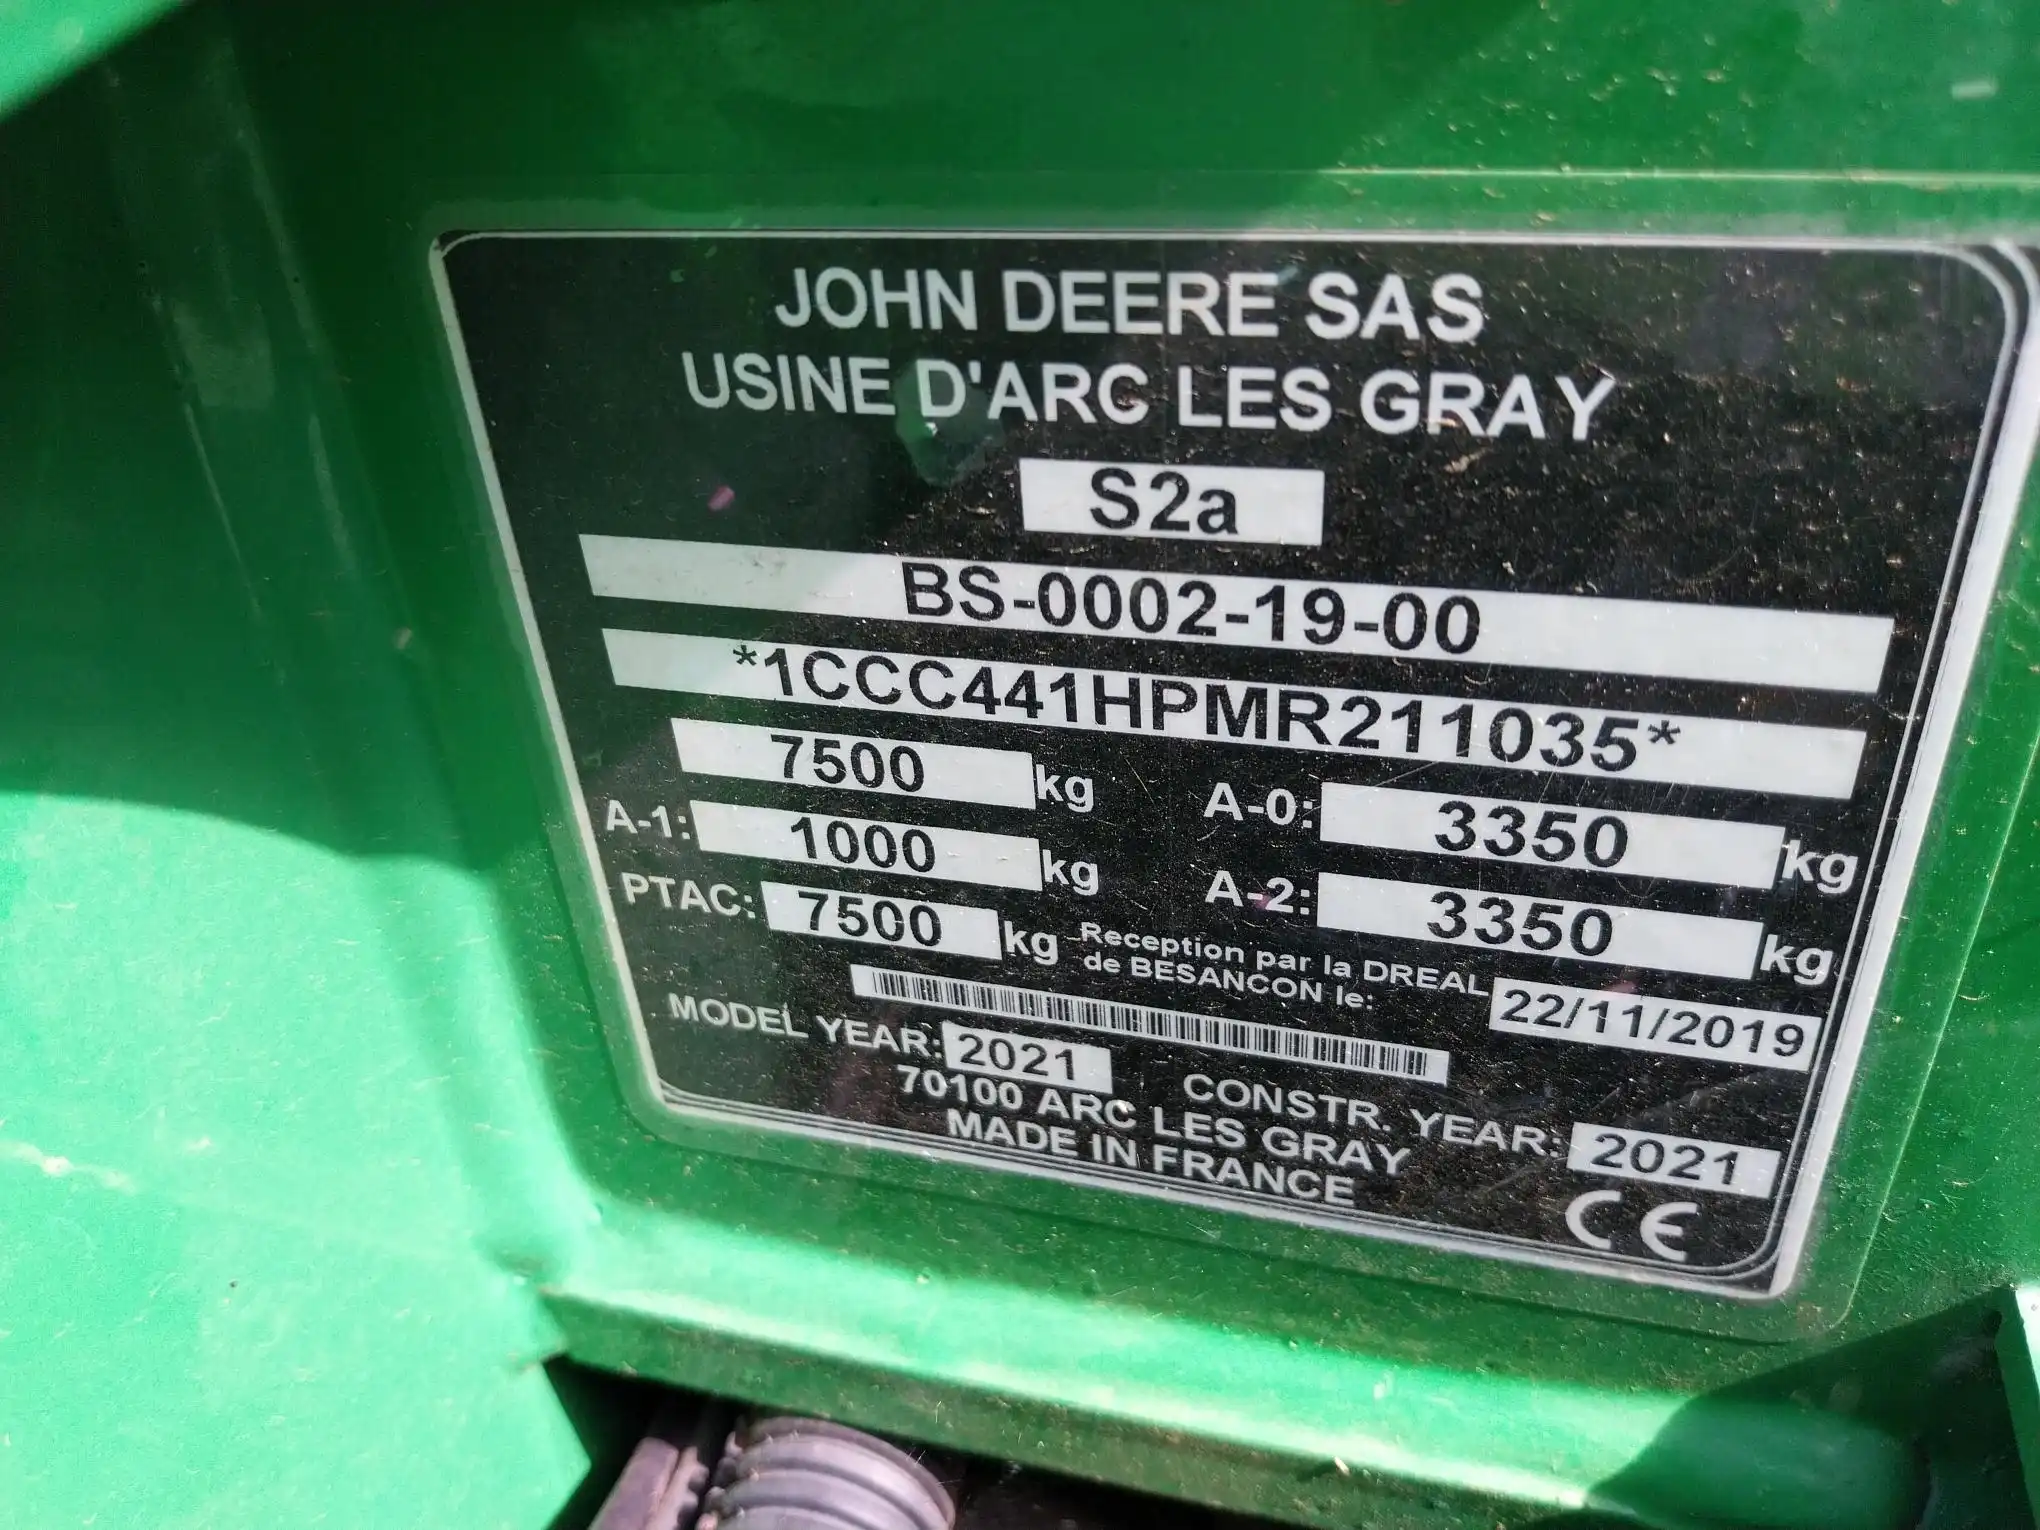 JOHN DEERE SAS
USINE D'ARC LES GRAY
S2a
BS-0002-19-00
*1CCC441HPMR211035*
7500 kg A-0: 3350 kg
A-1: 1000 kg A-2: 3350 kg
PTAC: 7500 kg Reception par la DREAL
de BESANCON le: 22/11/2019
MODEL YEAR: 2021 CONSTR. YEAR: 2021
70100 ARC LES GRAY
MADE IN FRANCE
CE